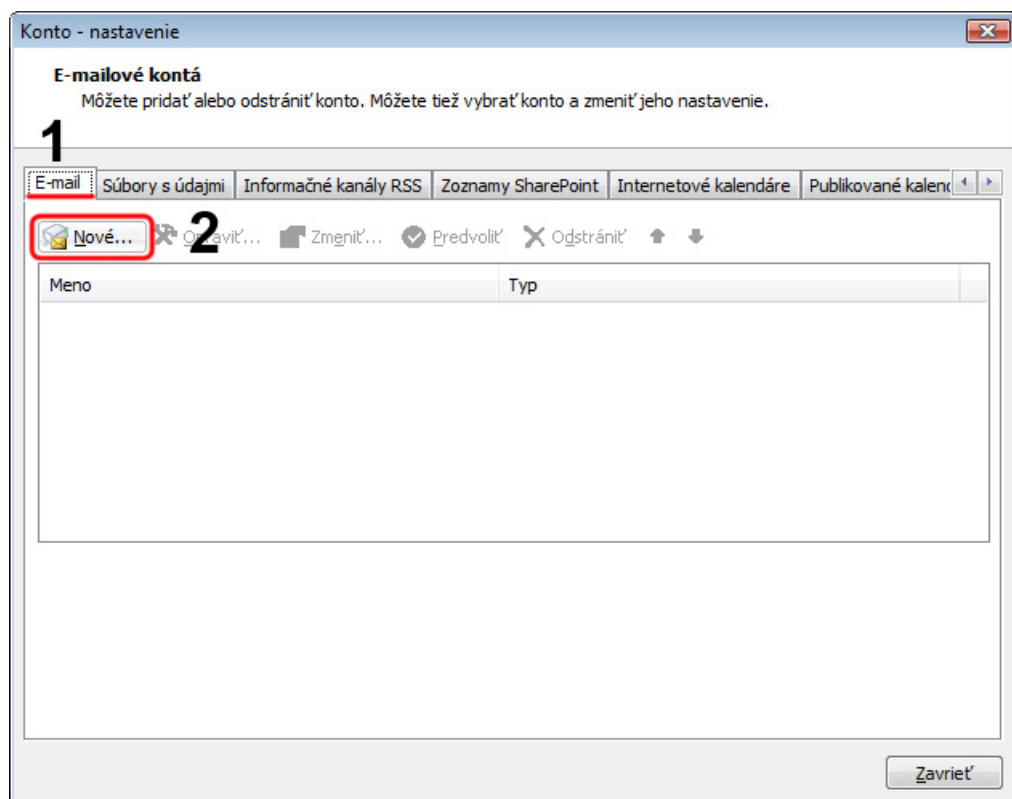 Konto - nastavenie
E-mailové kontá
Môžete pridať alebo odstrániť konto. Môžete tiež vybrať konto a zmeniť jeho nastavenie.
1
E-mail Súbory s údajmi Informačné kanály RSS Zoznamy SharePoint Internetové kalendáre Publikované
Nové... 2 Zmeniť... Predvoliť Odstrániť
Meno Typ
Zavrieť